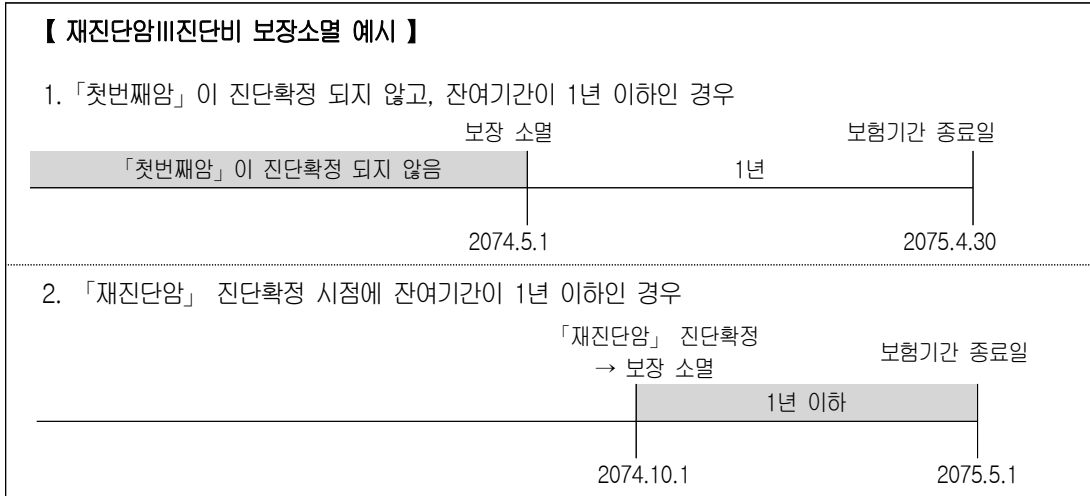 【 재진단암Ⅲ진단비 보장소멸 예시 】
1.「첫번째암」이 진단확정 되지 않고, 잔여기간이 1년 이하인 경우
보장 소멸 보험기간 종료일
「첫번째암」이 진단확정 되지 않음 1년
2074.5.1 2075.4.30
2. 「재진단암」 진단확정 시점에 잔여기간이 1년 이하인 경우
「재진단암」 진단확정
→ 보장 소멸 보험기간 종료일
1년 이하
2074.10.1 2075.5.1